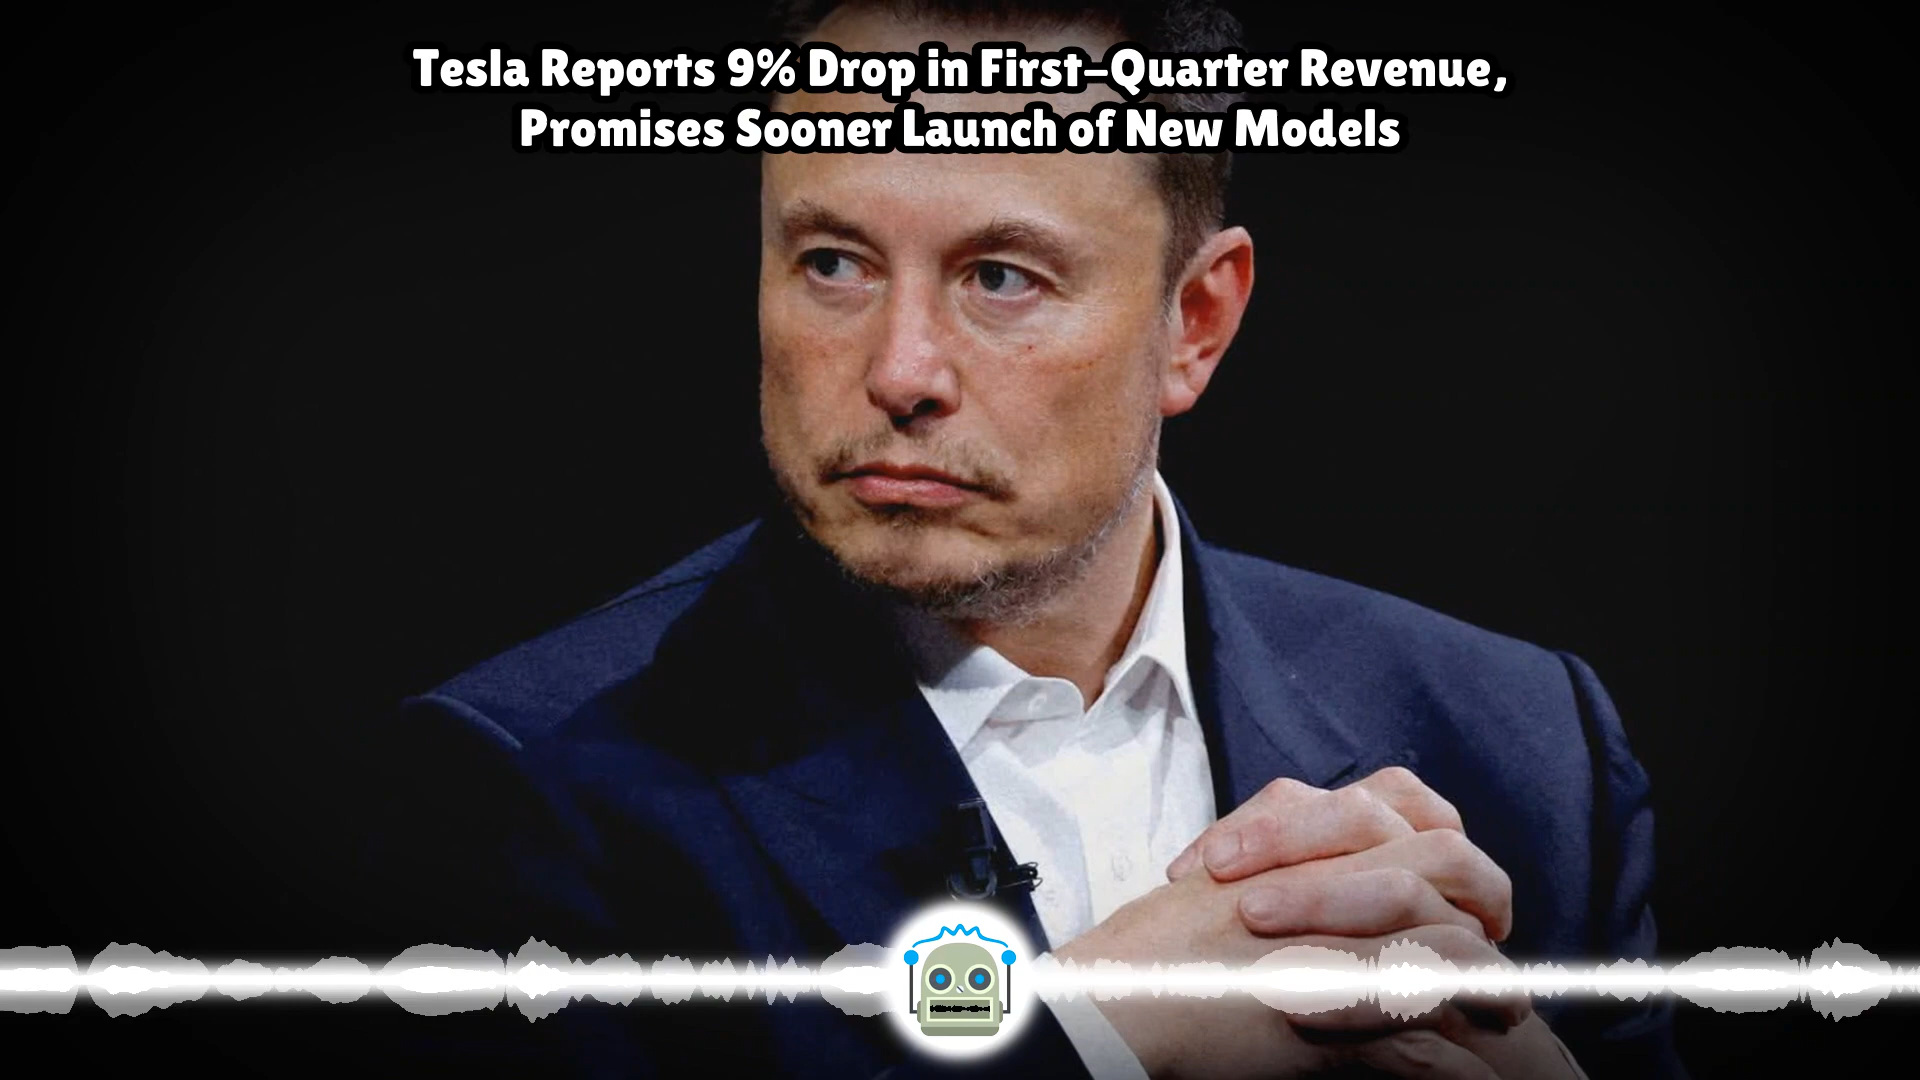 Tesla Reports 9% Drop in First-Quarter Revenue,
Promises Sooner Launch of New Models